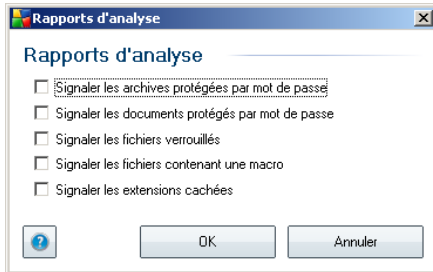 Rapports d'analyse
Rapports d'analyse
Signaler les archives protégées par mot de passe
Signaler les documents protégés par mot de passe
Signaler les fichiers verrouillés
Signaler les fichiers contenant une macro
Signaler les extensions cachées
?
OK
Annuler